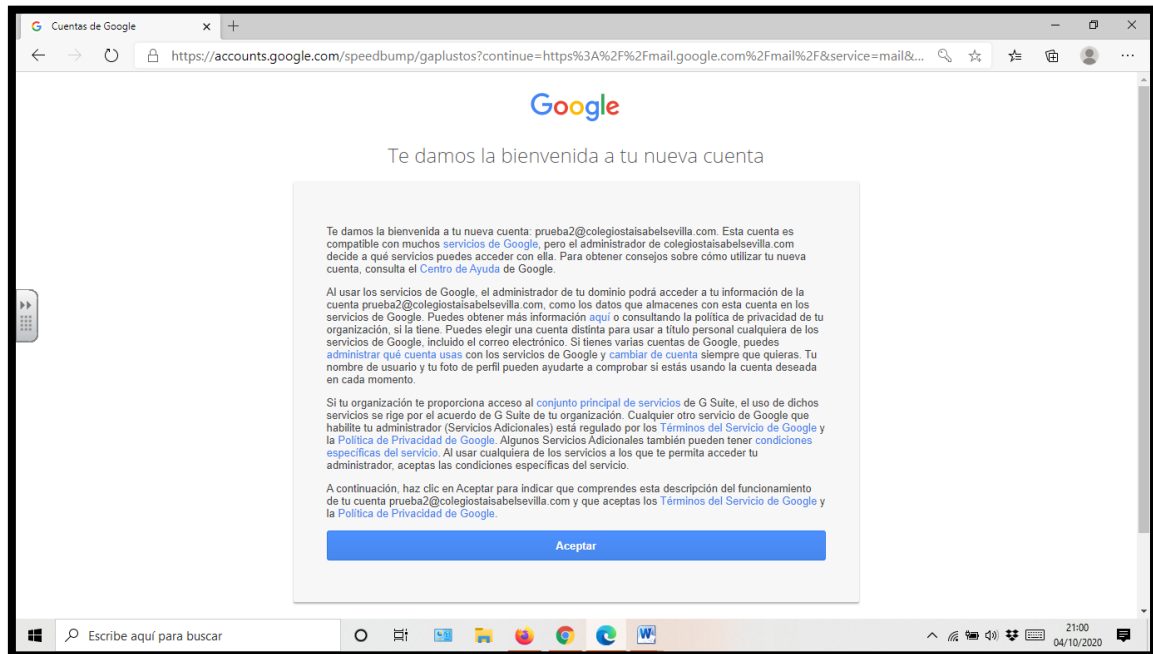 Cuentas de Google
https://accounts.google.com/speedbump/gaplustos?continue=https%3A%2F%2Fmail.google.com%2Fmail%2F&service=mail&...
Google
Te damos la bienvenida a tu nueva cuenta
Te damos la bienvenida a tu nueva cuenta: prueba2@colegiostaisabelsevilla.com. Esta cuenta es
compatible con muchos servicios de Google, pero el administrador de colegiostaisabelsevilla.com
decide a qué servicios puedes acceder con ella. Para obtener consejos sobre cómo utilizar tu nueva
cuenta, consulta el Centro de Ayuda de Google.
Al usar los servicios de Google, el administrador de tu dominio podrá acceder a tu información de la
cuenta prueba2@colegiostaisabelsevilla.com, como los datos que almacenes con esta cuenta en los
servicios de Google. Puedes obtener más información aquí o consultando la política de privacidad de tu
organización, si la tiene. Puedes elegir una cuenta distinta para usar a título personal cualquiera de los
servicios de Google, incluido el correo electrónico. Si tienes varias cuentas de Google, puedes
administrar qué cuenta usas con los servicios de Google y cambiar de cuenta siempre que quieras. Tu
nombre de usuario y tu foto de perfil pueden ayudarte a comprobar si estás usando la cuenta deseada
en cada momento.
Si tu organización te proporciona acceso al conjunto principal de servicios de G Suite, el uso de dichos
servicios se rige por el acuerdo de G Suite de tu organización. Cualquier otro servicio de Google que
habilite tu administrador (Servicios Adicionales) está regulado por los Términos del Servicio de Google y
la Política de Privacidad de Google. Algunos Servicios Adicionales también pueden tener condiciones
específicas del servicio. Al usar cualquiera de los servicios a los que te permita acceder tu
administrador, aceptas las condiciones específicas del servicio.
A continuación, haz clic en Aceptar para indicar que comprendes esta descripción del funcionamiento
de tu cuenta prueba2@colegiostaisabelsevilla.com y que aceptas los Términos del Servicio de Google y
la Política de Privacidad de Google.
Aceptar
Escribe aquí para buscar
21:00
04/10/2020